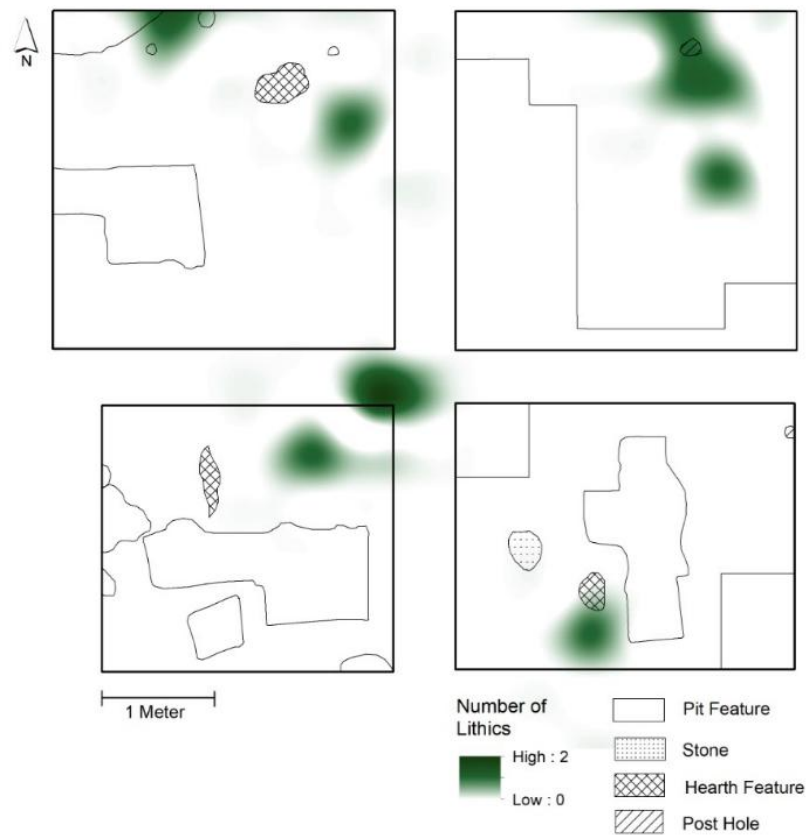 N
1 Meter
Number of
Lithics
High : 2
Low : 0
Pit Feature
Stone
Hearth Feature
Post Hole